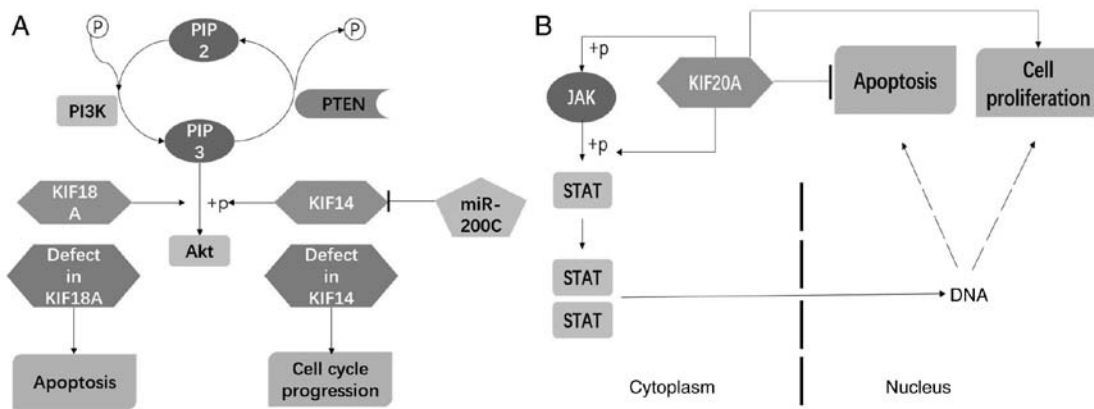 A
P
PIP
2
P
PI3K
PTEN
PIP
3
KIF18
A
+p
KIF14
miR-
200C
Akt
Defect
in
KIF18A
Defect
in
KIF14
Apoptosis
Cell cycle
progression
B
+p
JAK
KIF20A
Apoptosis
Cell
proliferation
+p
STAT
STAT
STAT
DNA
Cytoplasm
Nucleus